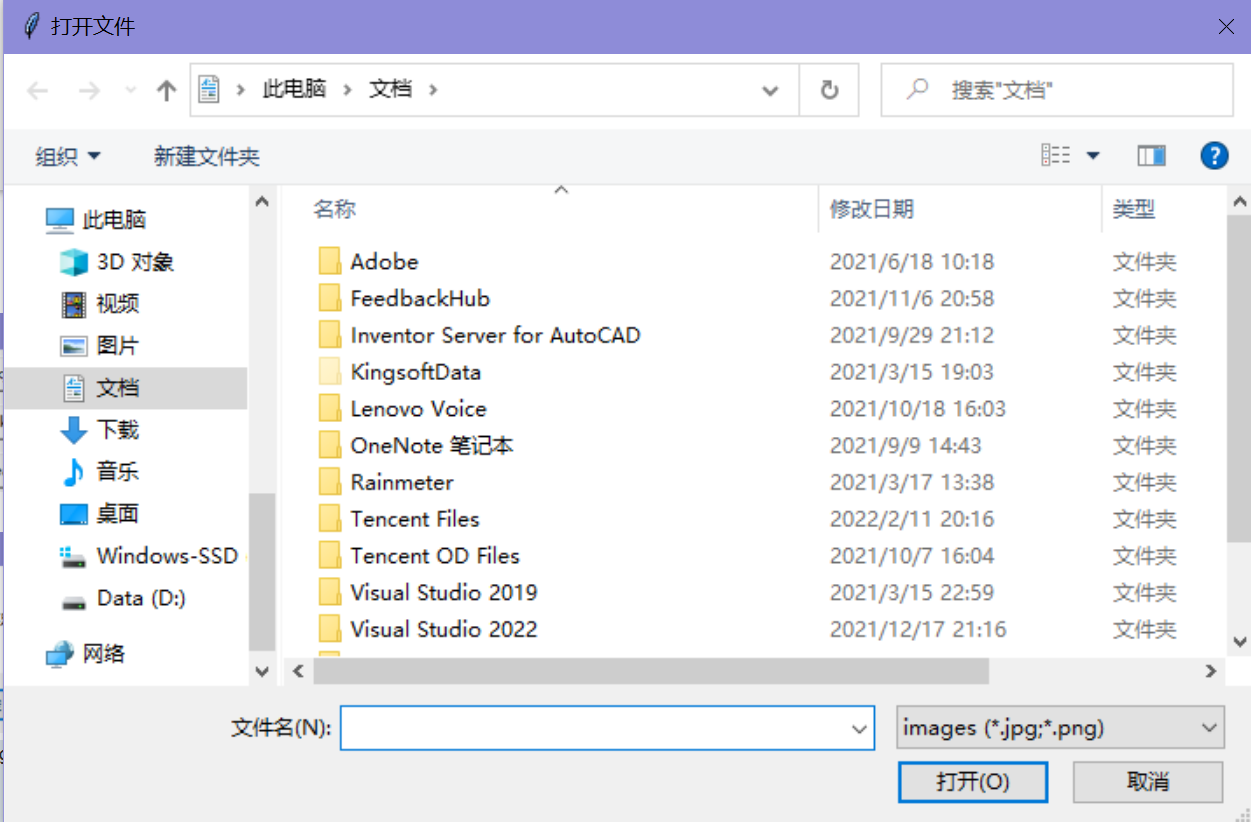 打开文件
此电脑 文档 搜索"文档"
组织 新建文件夹
名称 修改日期 类型
此电脑
3D 对象
视频
图片
文档
下载
音乐
桌面
Windows-SSD
Data (D:)
网络
Adobe 2021/6/18 10:18 文件夹
FeedbackHub 2021/11/6 20:58 文件夹
Inventor Server for AutoCAD 2021/9/29 21:12 文件夹
KingsoftData 2021/3/15 19:03 文件夹
Lenovo Voice 2021/10/18 16:03 文件夹
OneNote 笔记本 2021/9/9 14:43 文件夹
Rainmeter 2021/3/17 13:38 文件夹
Tencent Files 2022/2/11 20:16 文件夹
Tencent OD Files 2021/10/7 16:04 文件夹
Visual Studio 2019 2021/3/15 22:59 文件夹
Visual Studio 2022 2021/12/17 21:16 文件夹
文件名(N): images (*.jpg;*.png)
打开(O) 取消